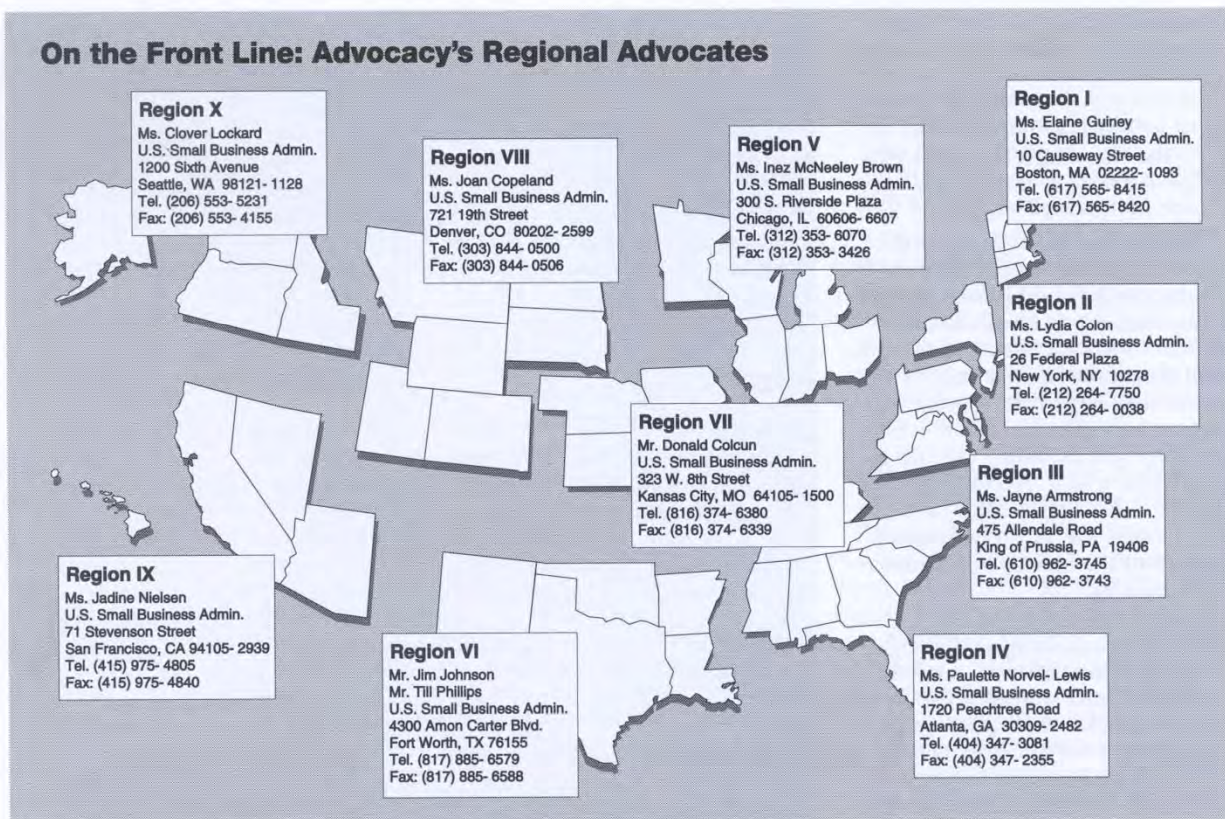 On the Front Line: Advocacy's Regional Advocates
Region X
Ms. Clover Lockard
U.S. Small Business Admin.
1200 Sixth Avenue
Seattle, WA 98121- 1128
Tel. (206) 553- 5231
Fax: (206) 553- 4155
Region VIII
Ms. Joan Copeland
U.S. Small Business Admin.
721 19th Street
Denver, CO 80202- 2599
Tel. (303) 844- 0500
Fax: (303) 844- 0506
Region V
Ms. Inez McNeeley Brown
U.S. Small Business Admin.
300 S. Riverside Plaza
Chicago, IL 60606- 6607
Tel. (312) 353- 6070
Fax: (312) 353- 3426
Region I
Ms. Elaine Guiney
U.S. Small Business Admin.
10 Causeway Street
Boston, MA 02222- 1093
Tel. (617) 565- 8415
Fax: (617) 565- 8420
Region II
Ms. Lydia Colon
U.S. Small Business Admin.
26 Federal Plaza
New York, NY 10278
Tel. (212) 264- 7750
Fax: (212) 264- 0038
Region VII
Mr. Donald Colcun
U.S. Small Business Admin.
323 W. 8th Street
Kansas City, MO 64105- 1500
Tel. (816) 374- 6380
Fax: (816) 374- 6339
Region III
Ms. Jayne Armstrong
U.S. Small Business Admin.
475 Allendale Road
King of Prussia, PA 19406
Tel. (610) 962- 3745
Fax: (610) 962- 3743
Region IX
Ms. Jadine Nielsen
U.S. Small Business Admin.
71 Stevenson Street
San Francisco, CA 94105- 2939
Tel. (415) 975- 4805
Fax: (415) 975- 4840
Region VI
Mr. Jim Johnson
Mr. Till Phillips
U.S. Small Business Admin.
4300 Amon Carter Blvd.
Fort Worth, TX 76155
Tel. (817) 885- 6579
Fax: (817) 885- 6588
Region IV
Ms. Paulette Norvel- Lewis
U.S. Small Business Admin.
1720 Peachtree Road
Atlanta, GA 30309- 2482
Tel. (404) 347- 3081
Fax: (404) 347- 2355